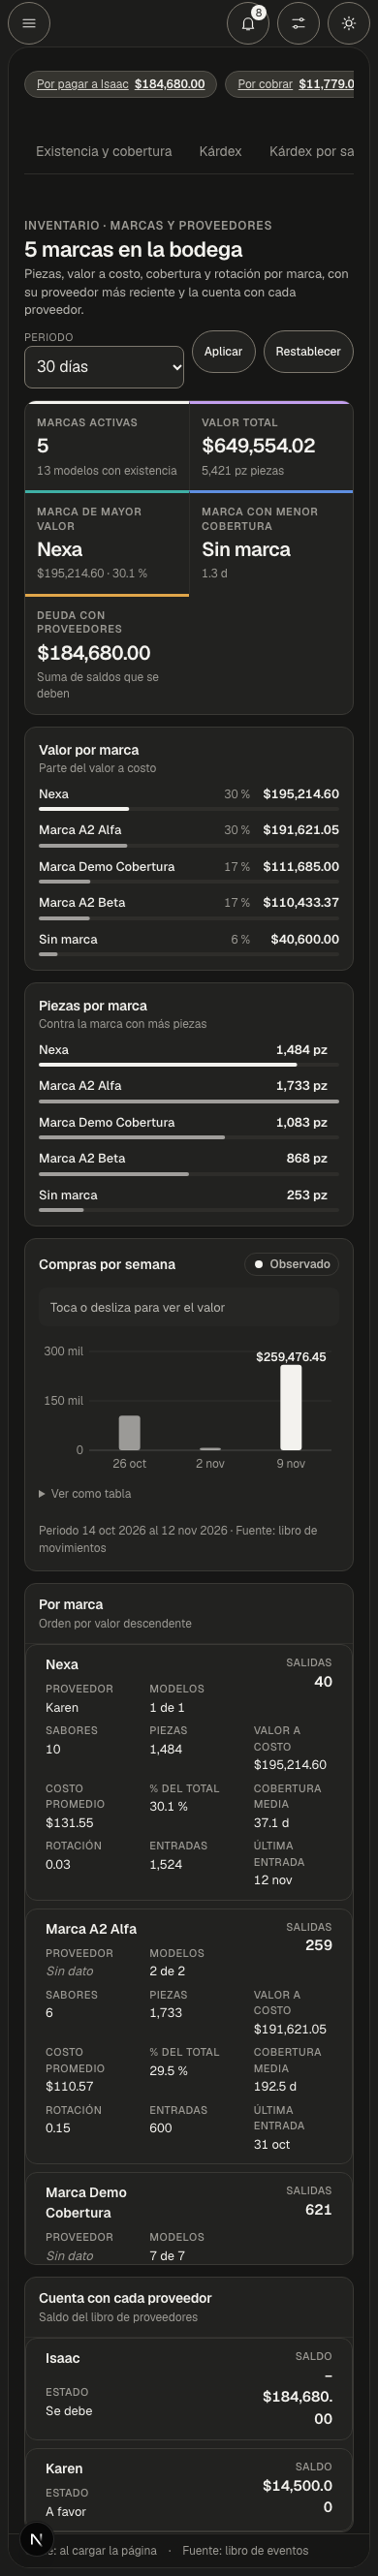 8
Por pagar a Isaac $184,680.00 Por cobrar $11,779.0
Existencia y cobertura Kárdex Kárdex por sa
INVENTARIO · MARCAS Y PROVEEDORES
5 marcas en la bodega
Piezas, valor a costo, cobertura y rotación por marca, con
su proveedor más reciente y la cuenta con cada
proveedor.
PERIODO
30 días Aplicar Restablecer
MARCAS ACTIVAS
5
13 modelos con existencia
VALOR TOTAL
$649,554.02
5,421 pz piezas
MARCA DE MAYOR
VALOR
Nexa
$195,214.60 · 30.1 %
MARCA CON MENOR
COBERTURA
Sin marca
1.3 d
DEUDA CON
PROVEEDORES
$184,680.00
Suma de saldos que se
deben
Valor por marca
Parte del valor a costo
Nexa 30 % $195,214.60
Marca A2 Alfa 30 % $191,621.05
Marca Demo Cobertura 17 % $111,685.00
Marca A2 Beta 17 % $110,433.37
Sin marca 6 % $40,600.00
Piezas por marca
Contra la marca con más piezas
Nexa 1,484 pz
Marca A2 Alfa 1,733 pz
Marca Demo Cobertura 1,083 pz
Marca A2 Beta 868 pz
Sin marca 253 pz
Compras por semana Observado
Toca o desliza para ver el valor
300 mil
$259,476.45
150 mil
0
26 oct 2 nov 9 nov
Ver como tabla
Periodo 14 oct 2026 al 12 nov 2026 · Fuente: libro de
movimientos
Por marca
Orden por valor descendente
Nexa
SALIDAS
40
PROVEEDOR
Karen
MODELOS
1 de 1
SABORES
10
PIEZAS
1,484
VALOR A
COSTO
$195,214.60
COSTO
PROMEDIO
$131.55
% DEL TOTAL
30.1 %
COBERTURA
MEDIA
37.1 d
ROTACIÓN
0.03
ENTRADAS
1,524
ÚLTIMA
ENTRADA
12 nov
Marca A2 Alfa
SALIDAS
259
PROVEEDOR
Sin dato
MODELOS
2 de 2
SABORES
6
PIEZAS
1,733
VALOR A
COSTO
$191,621.05
COSTO
PROMEDIO
$110.57
% DEL TOTAL
29.5 %
COBERTURA
MEDIA
192.5 d
ROTACIÓN
0.15
ENTRADAS
600
ÚLTIMA
ENTRADA
31 oct
Marca Demo
Cobertura
SALIDAS
621
PROVEEDOR
Sin dato
MODELOS
7 de 7
Cuenta con cada proveedor
Saldo del libro de proveedores
Isaac
SALDO
–
$184,680.
00
ESTADO
Se debe
Karen
SALDO
$14,500.0
0
ESTADO
A favor
N
e: al cargar la página · Fuente: libro de eventos